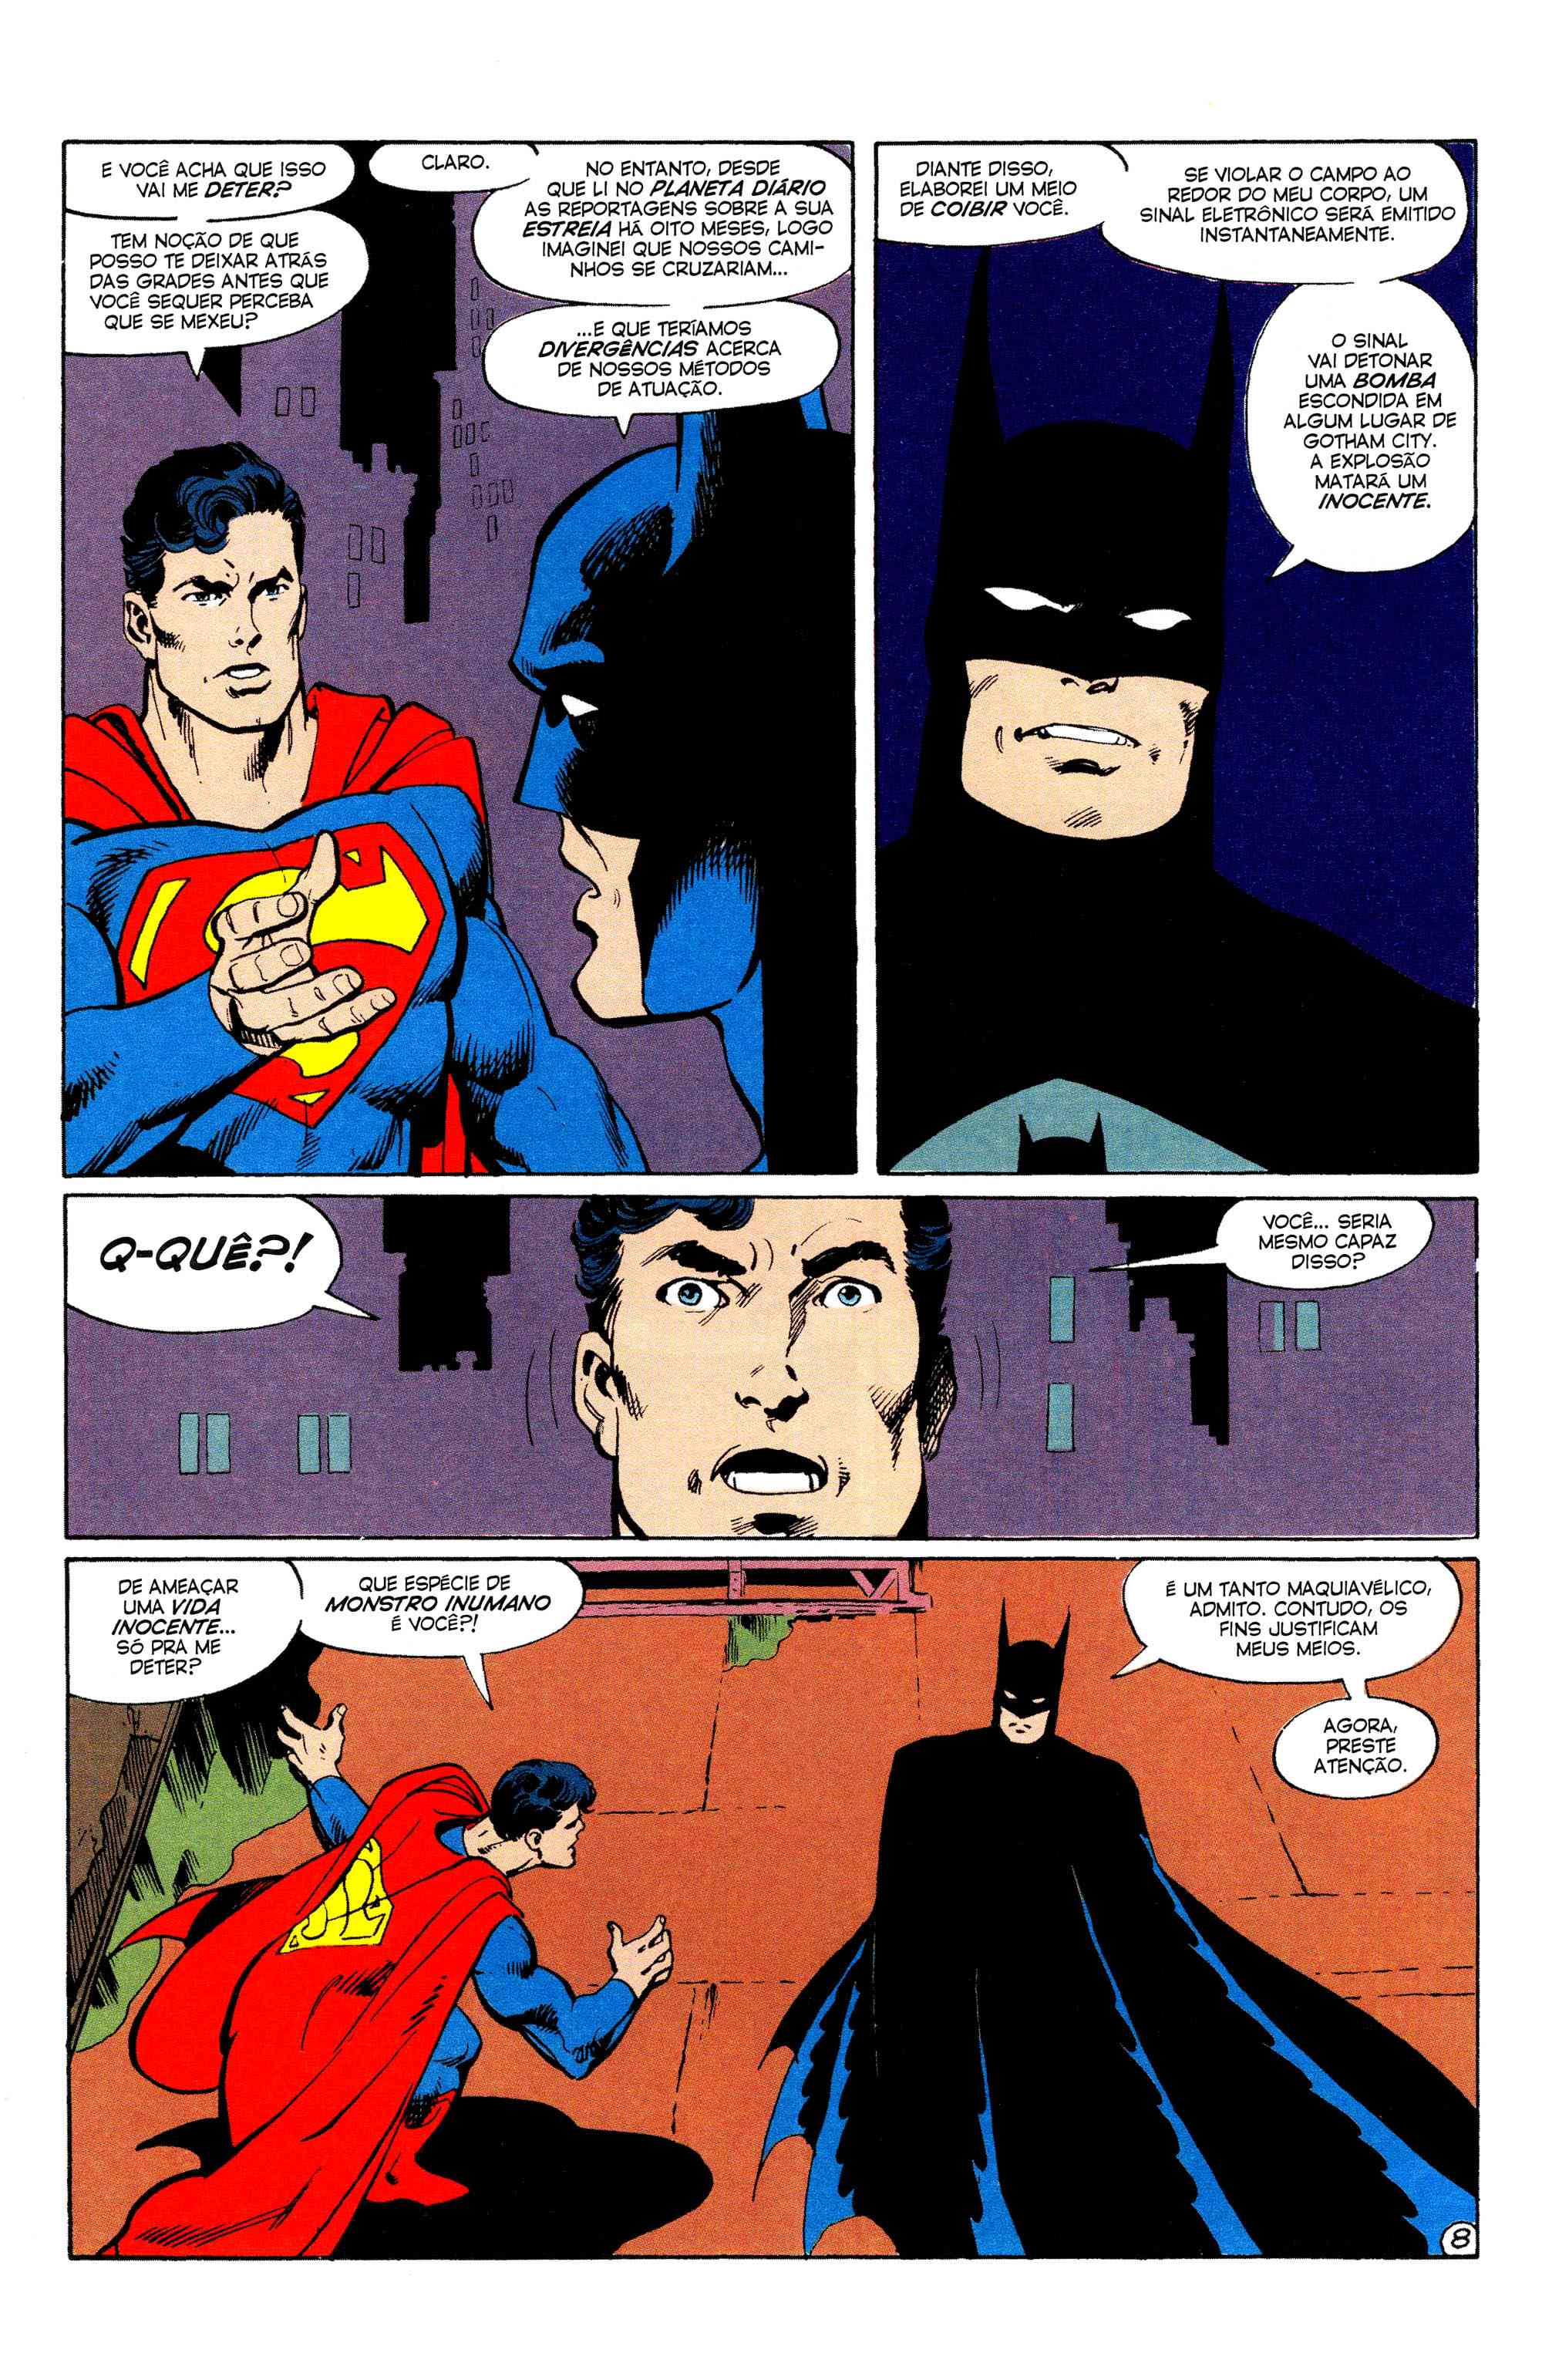 E VOCÊ ACHA QUE ISSO
VAI ME DETER?
TEM NOÇÃO DE QUE
POSSO TE DEIXAR ATRÁS
DAS GRADES ANTES QUE
VOCÊ SEQUER PERCEBA
QUE SE MEXEU?
CLARO.
NO ENTANTO, DESDE
QUE LI NO PLANETA DIÁRIO
AS REPORTAGENS SOBRE A SUA
ESTREIA HÁ OITO MESES, LOGO
IMAGINEI QUE NOSSOS CAMI-
NHOS SE CRUZARIAM...
...E QUE TERÍAMOS
DIVERGÊNCIAS ACERCA
DE NOSSOS MÉTODOS
DE ATUAÇÃO.
DIANTE DISSO,
ELABOREI UM MEIO
DE COIBIR VOCÊ.
SE VIOLAR O CAMPO AO
REDOR DO MEU CORPO, UM
SINAL ELETRÔNICO SERÁ EMITIDO
INSTANTANEAMENTE.
O SINAL
VAI DETONAR
UMA BOMBA
ESCONDIDA EM
ALGUM LUGAR DE
GOTHAM CITY.
A EXPLOSÃO
MATARÁ UM
INOCENTE.
Q-QUÊ?!
VOCÊ... SERIA
MESMO CAPAZ
DISSO?
DE AMEAÇAR
UMA VIDA
INOCENTE...
SÓ PRA ME
DETER?
QUE ESPÉCIE DE
MONSTRO INUMANO
É VOCÊ?!
É UM TANTO MAQUIAVÉLICO,
ADMITO. CONTUDO, OS
FINS JUSTIFICAM
MEUS MEIOS.
AGORA,
PRESTE
ATENÇÃO.
8